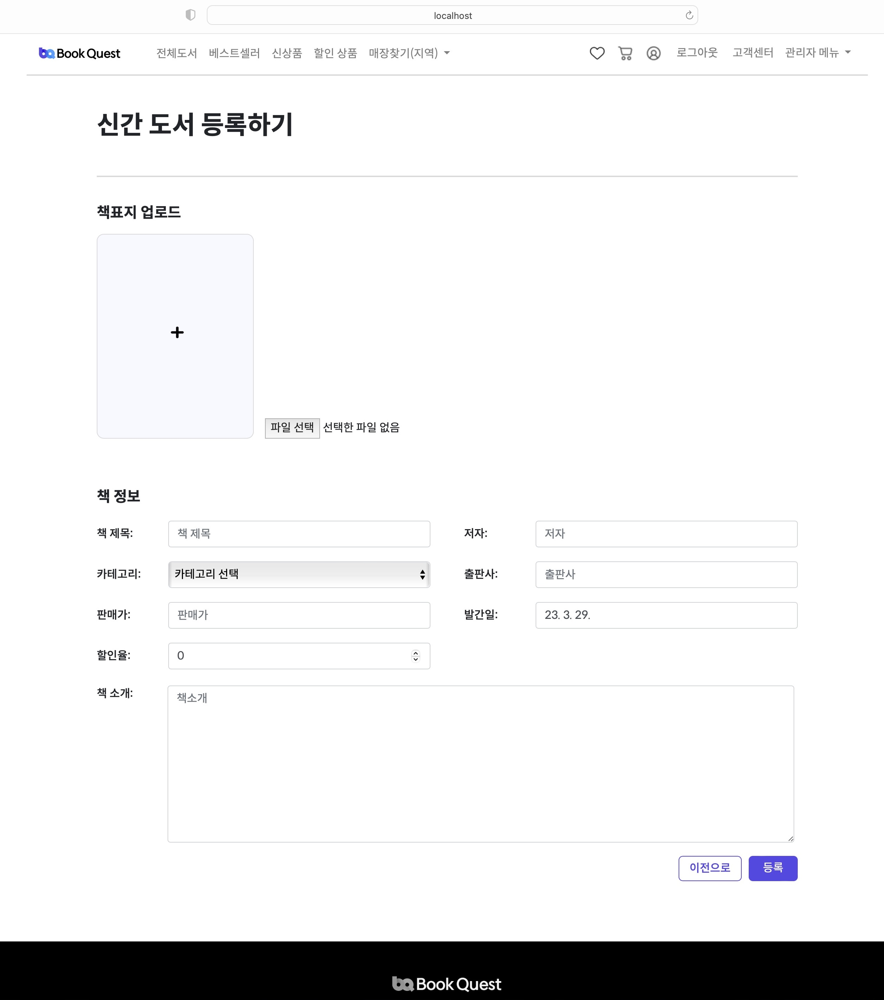 localhost
Book Quest 전체도서 베스트셀러 신상품 할인 상품 매장찾기(지역) 로그아웃 고객센터 관리자 메뉴
신간 도서 등록하기
책표지 업로드
파일 선택 선택한 파일 없음
책 정보
책 제목: 책 제목 저자: 저자
카테고리: 카테고리 선택 출판사: 출판사
판매가: 판매가 발간일: 23. 3. 29.
할인율: 0
책 소개: 책소개
이전으로 등록
Book Quest